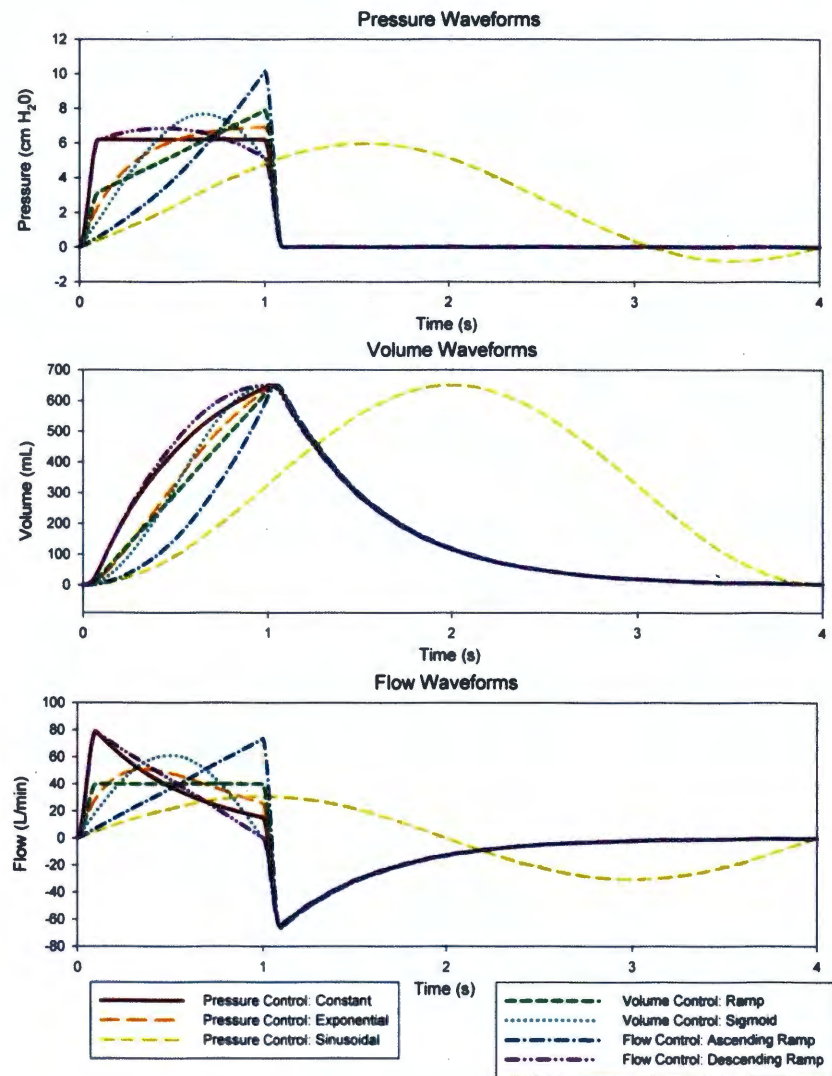 Pressure Waveforms
12
10
8
6
4
2
0
-2
Pressure (cm H₂0)
0 1 2 3 4
Time (s)
Volume Waveforms
700
600
500
400
300
200
100
0
Volume (mL)
0 1 2 3 4
Time (s)
Flow Waveforms
100
80
60
40
20
0
-20
-40
-60
-80
Flow (L/min)
0 1 2 3 4
Time (s)
Pressure Control: Constant
Pressure Control: Exponential
Pressure Control: Sinusoidal
Volume Control: Ramp
Volume Control: Sigmoid
Flow Control: Ascending Ramp
Flow Control: Descending Ramp